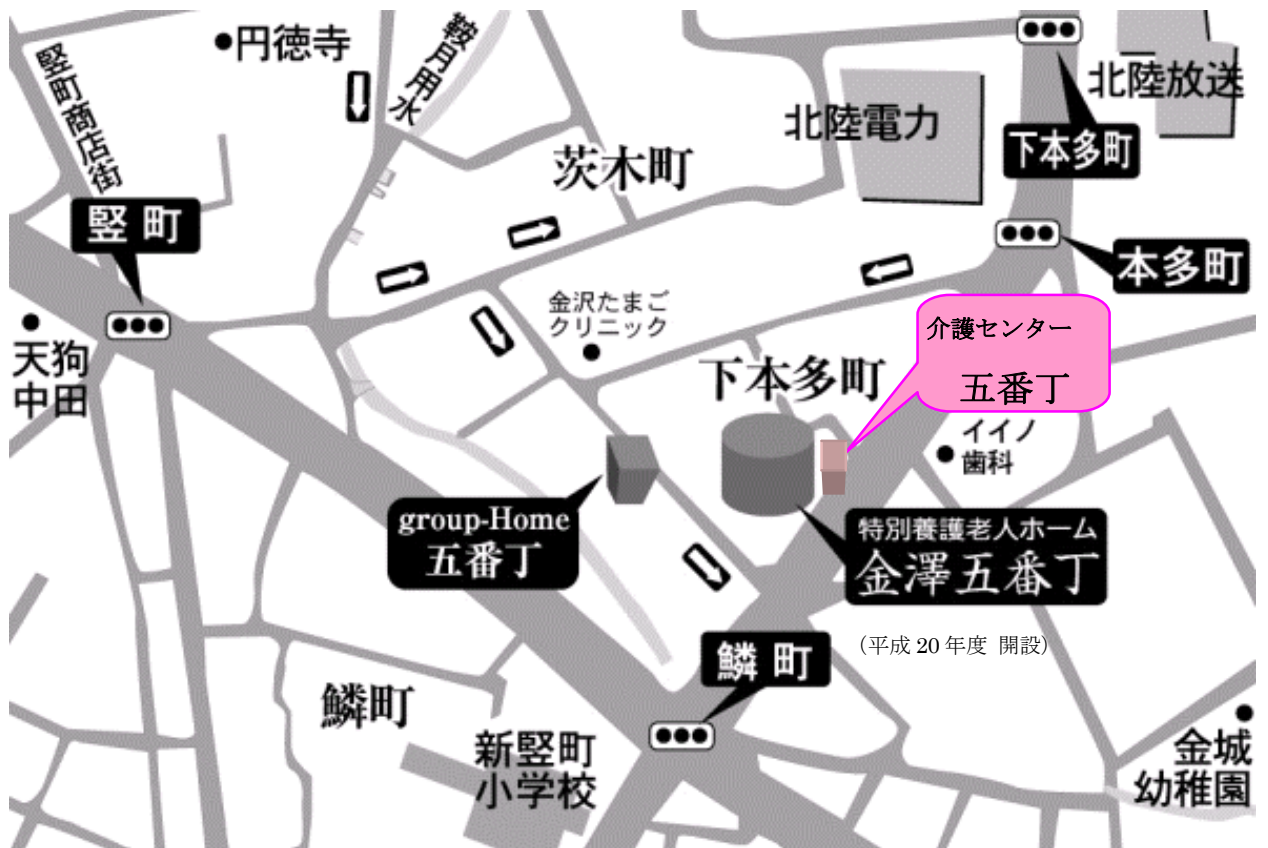 円徳寺
鞍月用水
竪町商店街
北陸放送
北陸電力
下本多町
茨木町
竪町
本多町
金沢たまご
クリニック
介護センター
五番丁
天狗
中田
下本多町
イイノ
歯科
group-Home
五番丁
特別養護老人ホーム
金澤五番丁
（平成 20 年度 開設）
鱗町
鱗町
新竪町
小学校
金城
幼稚園